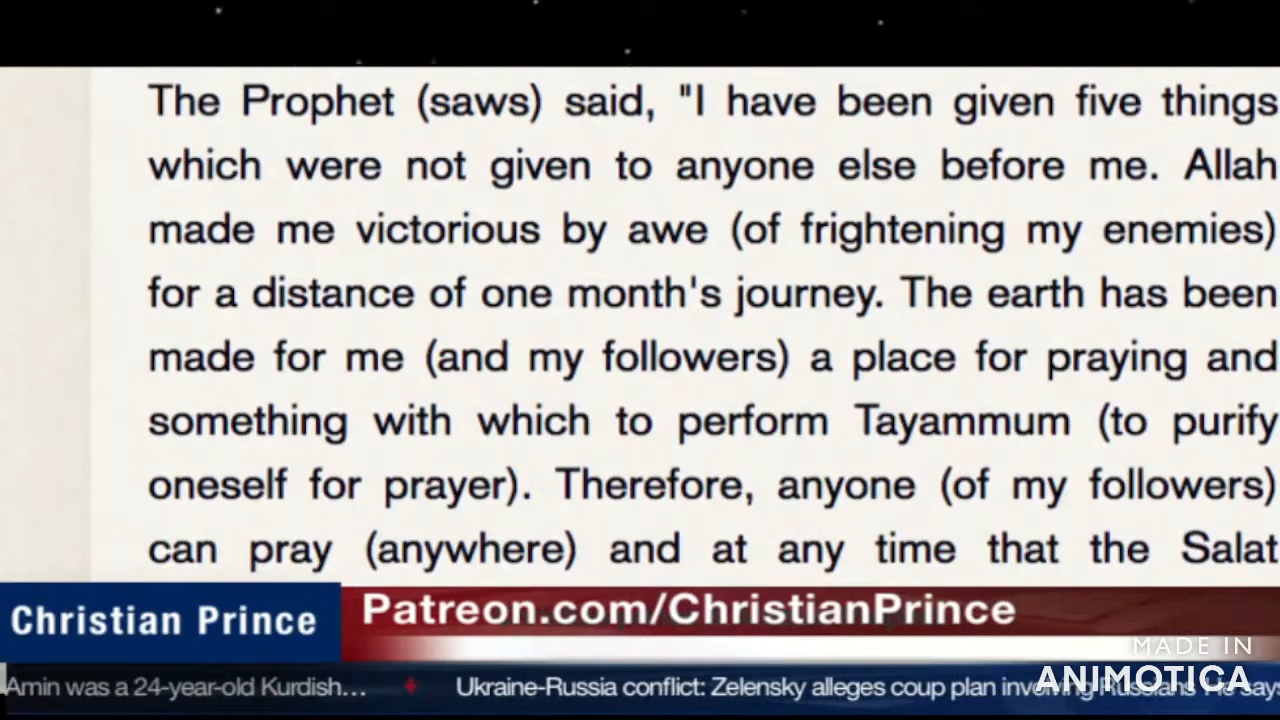 The Prophet (saws) said, "I have been given five things
which were not given to anyone else before me. Allah
made me victorious by awe (of frightening my enemies)
for a distance of one month's journey. The earth has been
made for me (and my followers) a place for praying and
something with which to perform Tayammum (to purify
oneself for prayer). Therefore, anyone (of my followers)
can pray (anywhere) and at any time that the Salat
Christian Prince
Patreon.com/ChristianPrince
MADE IN
ANIMOTICA
Amin was a 24-year-old Kurdish... Ukraine-Russia conflict: Zelensky alleges coup plan involving Russians He says